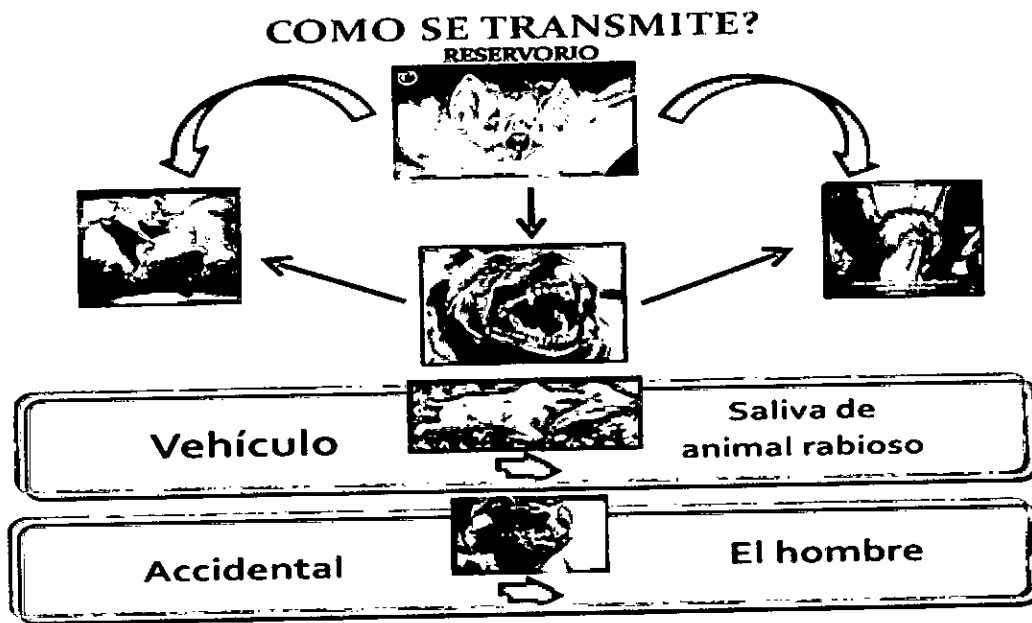 COMO SE TRANSMITE?
RESERVORIO
Vehículo
Saliva de
animal rabioso
Accidental
El hombre